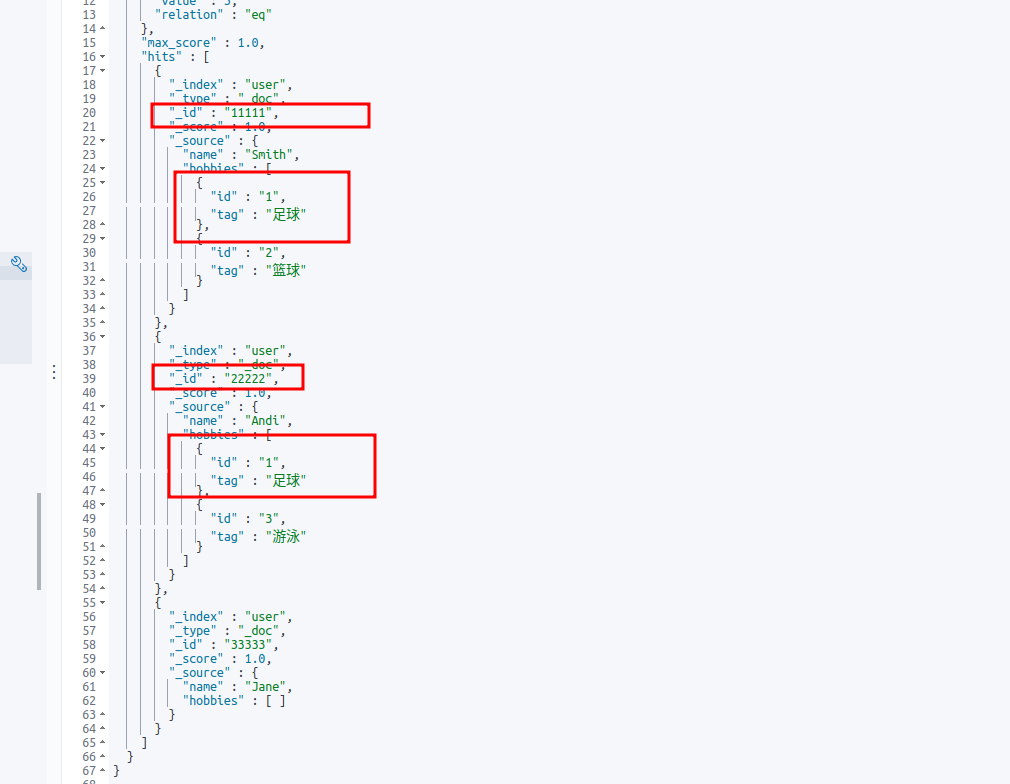 12 "value" : 3,
13 "relation" : "eq"
14 },
15 "max_score" : 1.0,
16 "hits" : [
17 {
18 "_index" : "user",
19 "_type" : "_doc",
20 "_id" : "11111",
21 "_score" : 1.0,
22 "_source" : {
23 "name" : "Smith",
24 "hobbies" : [
25 {
26 "id" : "1",
27 "tag" : "足球"
28 },
29 {
30 "id" : "2",
31 "tag" : "篮球"
32 }
33 ]
34 }
35 },
36 {
37 "_index" : "user",
38 "_type" : "_doc",
39 "_id" : "22222",
40 "_score" : 1.0,
41 "_source" : {
42 "name" : "Andi",
43 "hobbies" : [
44 {
45 "id" : "1",
46 "tag" : "足球"
47 },
48 {
49 "id" : "3",
50 "tag" : "游泳"
51 }
52 ]
53 }
54 },
55 {
56 "_index" : "user",
57 "_type" : "_doc",
58 "_id" : "33333",
59 "_score" : 1.0,
60 "_source" : {
61 "name" : "Jane",
62 "hobbies" : [ ]
63 }
64 }
65 ]
66 }
67 }
68